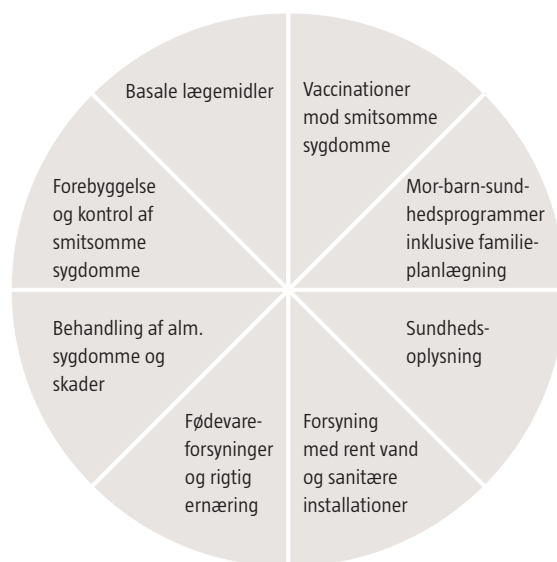 Basale lægemidler
Vaccinationer
mod smitsomme
sygdomme
Mor-barn-sund-
hedsprogrammer
inklusive familie-
planlægning
Sundheds-
oplysning
Forsyning
med rent vand
og sanitære
installationer
Fødevare-
forsyninger
og rigtig
ernæring
Behandling af alm.
sygdomme og
skader
Forebyggelse
og kontrol af
smitsomme
sygdomme